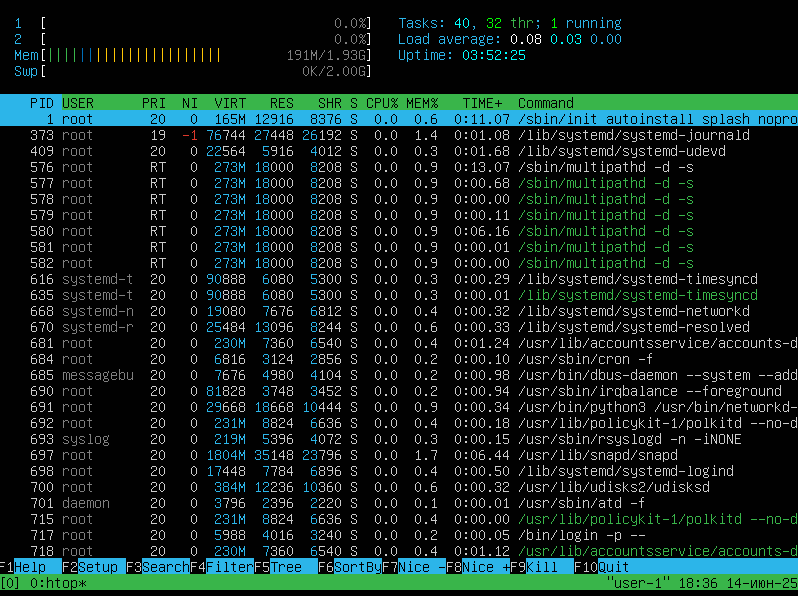 1  [                                     0.0%]   Tasks: 40, 32 thr; 1 running
2  [                                     0.0%]   Load average: 0.08 0.03 0.00
Mem[||||||||||||||||||||||         191M/1.93G]   Uptime: 03:52:25
Swp[                                 0K/2.00G]
PID USER PRI NI VIRT RES SHR S CPU% MEM% TIME+ Command
1 root 20 0 165M 12916 8376 S 0.0 0.6 0:11.07 /sbin/init autoinstall splash nopro
373 root 19 -1 76744 27448 26192 S 0.0 1.4 0:01.08 /lib/systemd/systemd-journald
409 root 20 0 22564 5916 4012 S 0.0 0.3 0:01.68 /lib/systemd/systemd-udevd
576 root RT 0 273M 18000 8208 S 0.0 0.9 0:13.07 /sbin/multipathd -d -s
577 root RT 0 273M 18000 8208 S 0.0 0.9 0:00.68 /sbin/multipathd -d -s
578 root RT 0 273M 18000 8208 S 0.0 0.9 0:00.00 /sbin/multipathd -d -s
579 root RT 0 273M 18000 8208 S 0.0 0.9 0:00.11 /sbin/multipathd -d -s
580 root RT 0 273M 18000 8208 S 0.0 0.9 0:06.16 /sbin/multipathd -d -s
581 root RT 0 273M 18000 8208 S 0.0 0.9 0:00.01 /sbin/multipathd -d -s
582 root RT 0 273M 18000 8208 S 0.0 0.9 0:00.00 /sbin/multipathd -d -s
616 systemd-t 20 0 90888 6080 5300 S 0.0 0.3 0:00.29 /lib/systemd/systemd-timesyncd
635 systemd-t 20 0 90888 6080 5300 S 0.0 0.3 0:00.01 /lib/systemd/systemd-timesyncd
668 systemd-n 20 0 19080 7676 6812 S 0.0 0.4 0:00.32 /lib/systemd/systemd-networkd
670 systemd-r 20 0 25484 13096 8244 S 0.0 0.6 0:00.33 /lib/systemd/systemd-resolved
681 root 20 0 230M 7360 6540 S 0.0 0.4 0:01.24 /usr/lib/accountsservice/accounts-d
684 root 20 0 6816 3124 2856 S 0.0 0.2 0:00.10 /usr/sbin/cron -f
685 messagebu 20 0 7676 4980 4104 S 0.0 0.2 0:00.98 /usr/bin/dbus-daemon --system --add
690 root 20 0 81828 3748 3452 S 0.0 0.2 0:00.94 /usr/sbin/irqbalance --foreground
691 root 20 0 29668 18668 10444 S 0.0 0.9 0:00.34 /usr/bin/python3 /usr/bin/networkd-
692 root 20 0 231M 8824 6636 S 0.0 0.4 0:00.18 /usr/lib/policykit-1/polkitd --no-d
693 syslog 20 0 219M 5396 4072 S 0.0 0.3 0:00.15 /usr/sbin/rsyslogd -n -iNONE
697 root 20 0 1804M 35148 23796 S 0.0 1.7 0:06.44 /usr/lib/snapd/snapd
698 root 20 0 17448 7784 6896 S 0.0 0.4 0:00.50 /lib/systemd/systemd-logind
700 root 20 0 384M 12236 10360 S 0.0 0.6 0:00.32 /usr/lib/udisks2/udisksd
701 daemon 20 0 3796 2396 2220 S 0.0 0.1 0:00.01 /usr/sbin/atd -f
715 root 20 0 231M 8824 6636 S 0.0 0.4 0:00.00 /usr/lib/policykit-1/polkitd --no-d
717 root 20 0 5988 4016 3240 S 0.0 0.2 0:00.05 /bin/login -p --
718 root 20 0 230M 7360 6540 S 0.0 0.4 0:01.12 /usr/lib/accountsservice/accounts-d
F1Help F2Setup F3SearchF4FilterF5Tree F6SortByF7Nice -F8Nice +F9Kill F10Quit
[0] 0:htop* "user-1" 18:36 14-июн-25